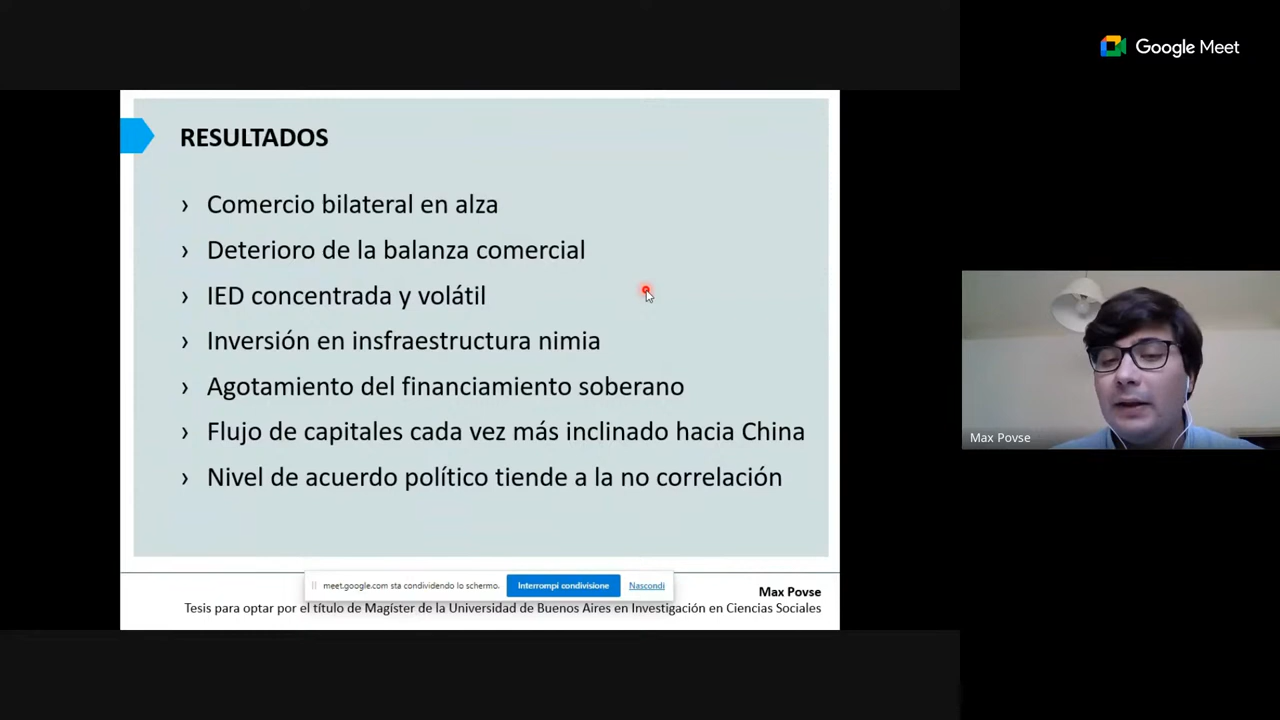 Google Meet
RESULTADOS
› Comercio bilateral en alza
› Deterioro de la balanza comercial
› IED concentrada y volátil
› Inversión en insfraestructura nimia
› Agotamiento del financiamiento soberano
› Flujo de capitales cada vez más inclinado hacia China
› Nivel de acuerdo político tiende a la no correlación
Max Povse
meet.google.com sta condividendo lo schermo. Interrompi condivisione Nascondi
Max Povse
Tesis para optar por el título de Magíster de la Universidad de Buenos Aires en Investigación en Ciencias Sociales